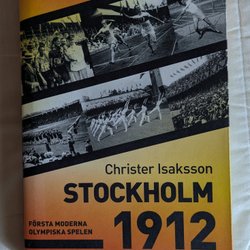 Christer Isaksson
STOCKHOLM
FÖRSTA MODERNA
OLYMPISKA SPELEN
1912